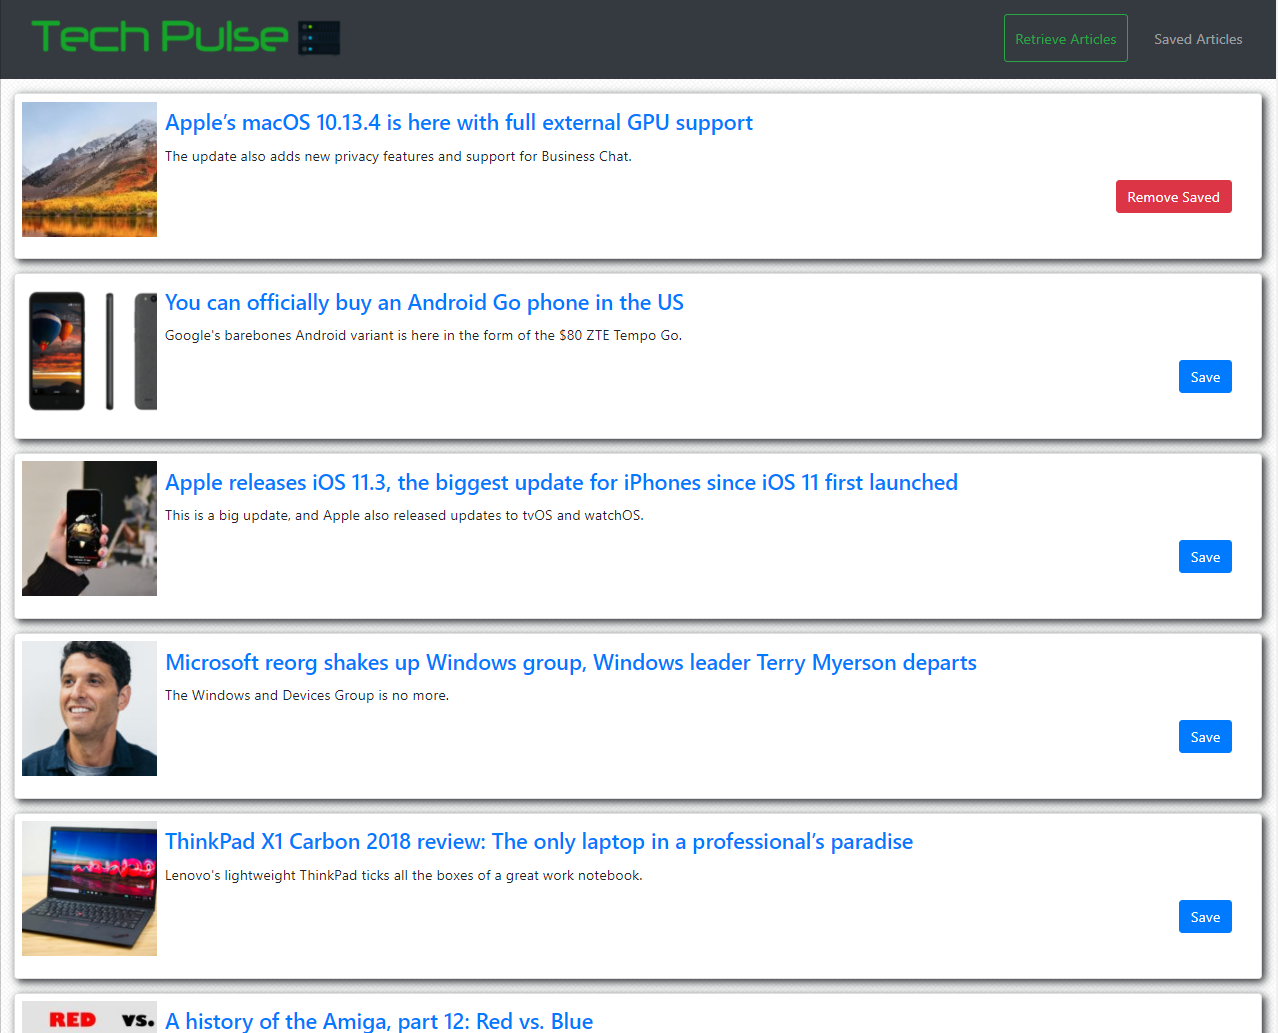 Tech Pulse
Retrieve Articles
Saved Articles
Apple’s macOS 10.13.4 is here with full external GPU support
The update also adds new privacy features and support for Business Chat.
Remove Saved
You can officially buy an Android Go phone in the US
Google's barebones Android variant is here in the form of the $80 ZTE Tempo Go.
Save
Apple releases iOS 11.3, the biggest update for iPhones since iOS 11 first launched
This is a big update, and Apple also released updates to tvOS and watchOS.
Save
Microsoft reorg shakes up Windows group, Windows leader Terry Myerson departs
The Windows and Devices Group is no more.
Save
ThinkPad X1 Carbon 2018 review: The only laptop in a professional’s paradise
Lenovo's lightweight ThinkPad ticks all the boxes of a great work notebook.
Save
RED vs.
A history of the Amiga, part 12: Red vs. Blue